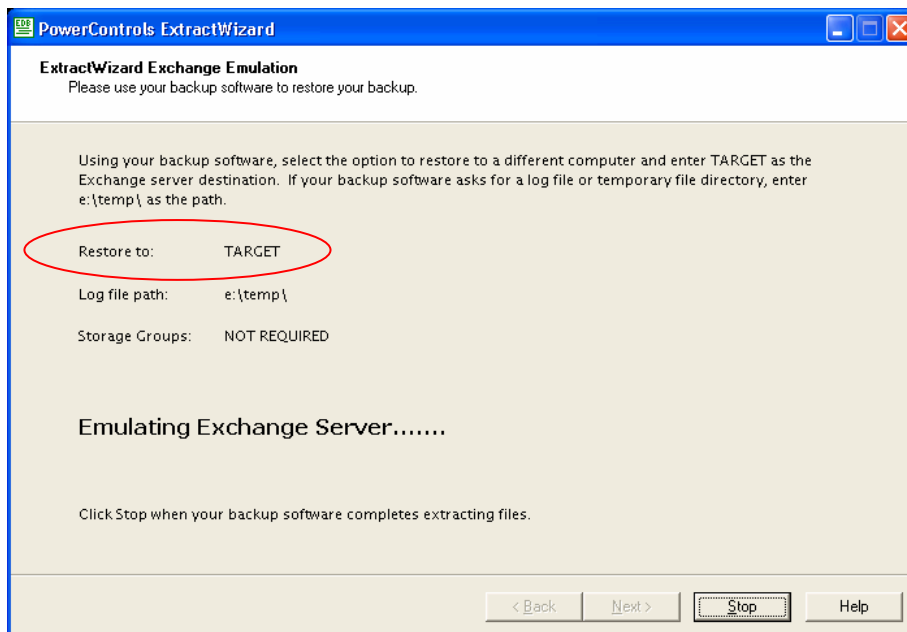 EDB PowerControls ExtractWizard
ExtractWizard Exchange Emulation
Please use your backup software to restore your backup.
Using your backup software, select the option to restore to a different computer and enter TARGET as the
Exchange server destination. If your backup software asks for a log file or temporary file directory, enter
e:\temp\ as the path.
Restore to: TARGET
Log file path: e:\temp\
Storage Groups: NOT REQUIRED
Emulating Exchange Server.......
Click Stop when your backup software completes extracting files.
< Back Next > Stop Help